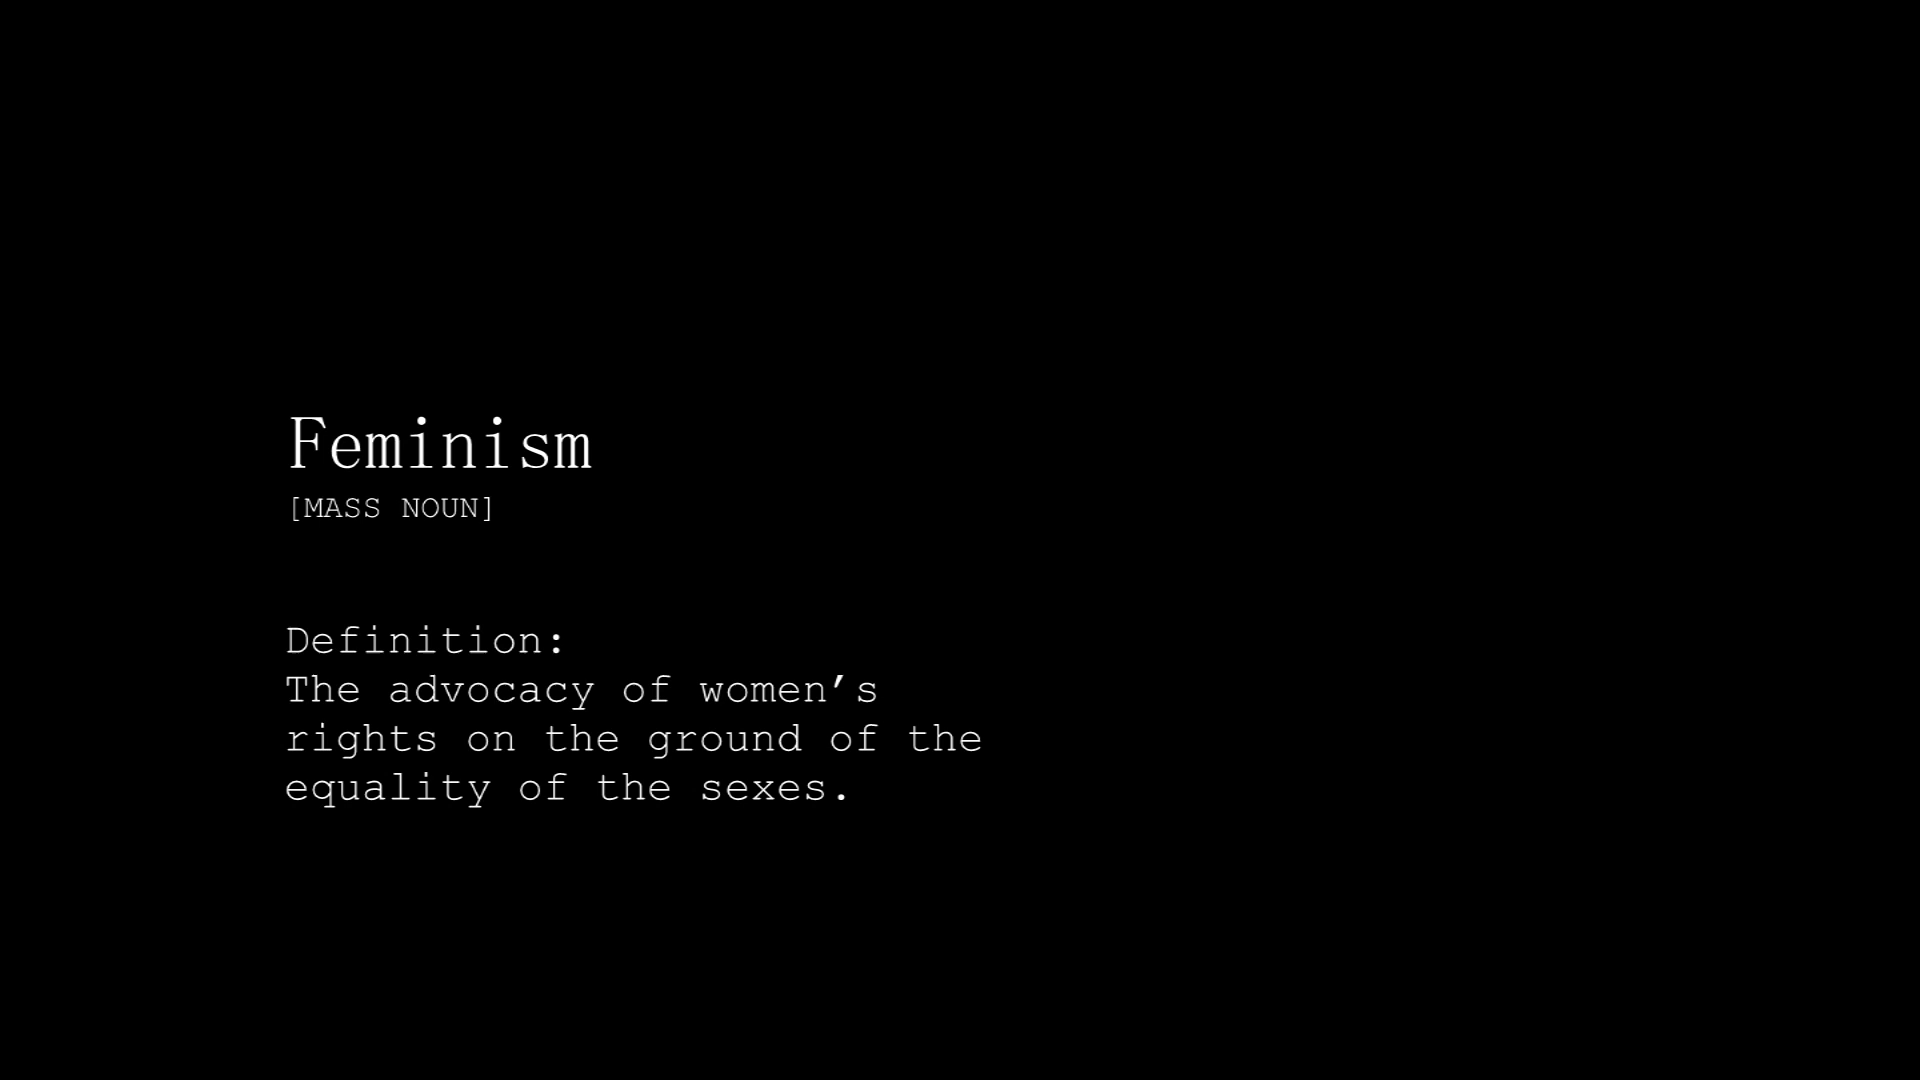 Feminism
[MASS NOUN]
Definition:
The advocacy of women’s
rights on the ground of the
equality of the sexes.